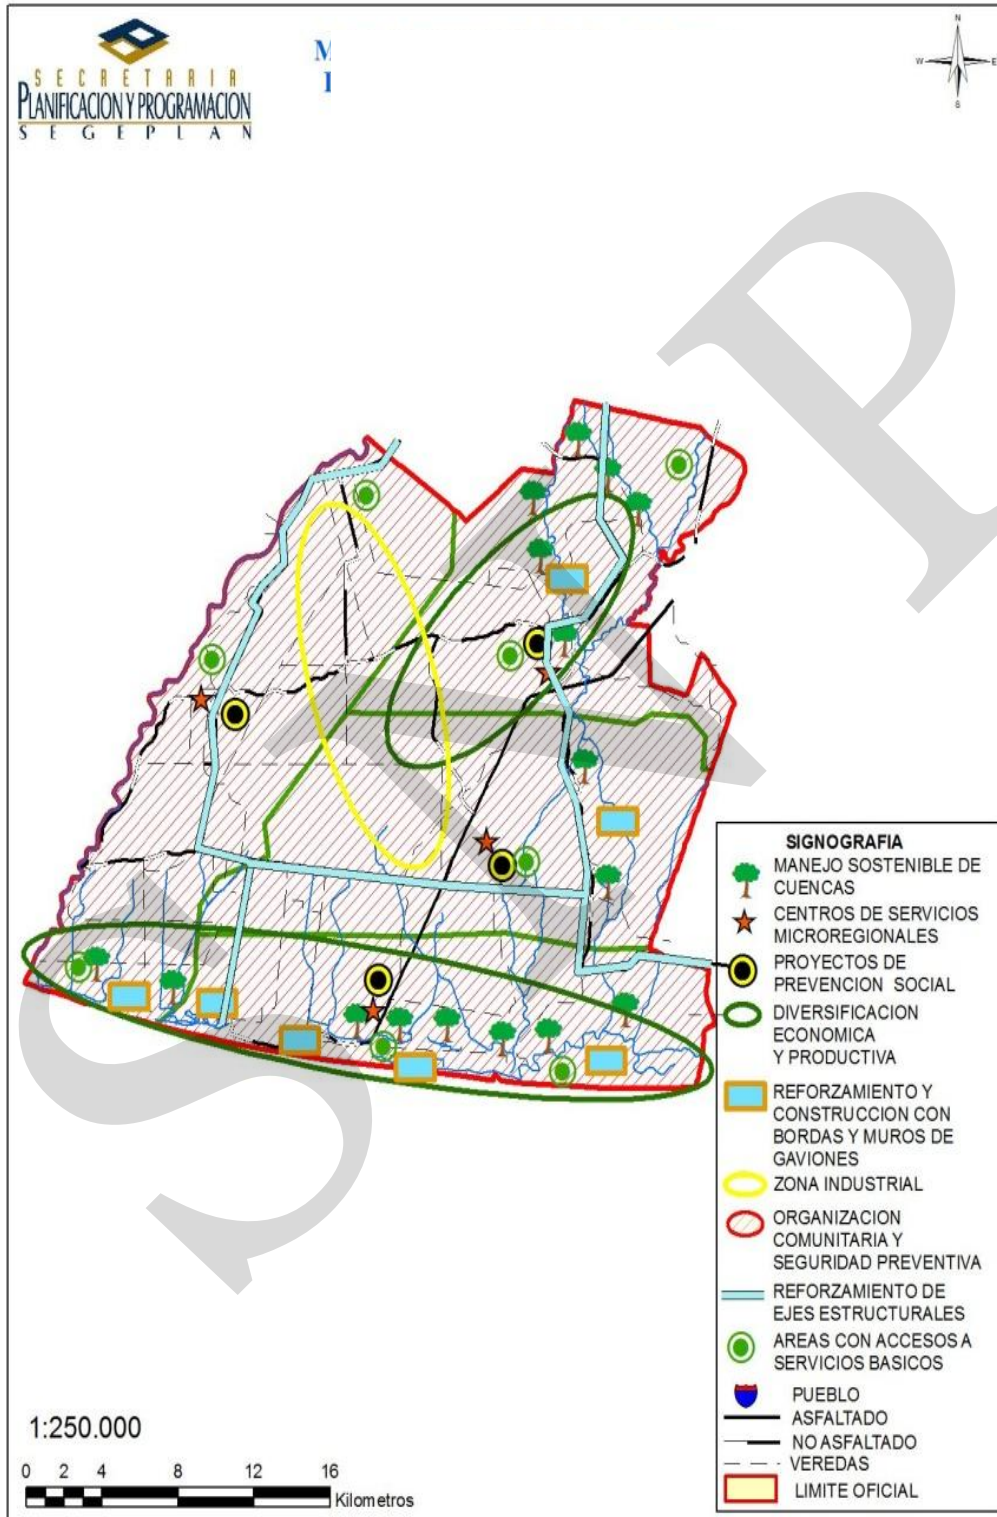 SECRETARIA
PLANIFICACION Y PROGRAMACION
SEGEPLAN
N
W
E
S
SIGNOGRAFIA
MANEJO SOSTENIBLE DE
CUENCAS
CENTROS DE SERVICIOS
MICROREGIONALES
PROYECTOS DE
PREVENCION SOCIAL
DIVERSIFICACION
ECONOMICA
Y PRODUCTIVA
REFORZAMIENTO Y
CONSTRUCCION CON
BORDAS Y MUROS DE
GAVIONES
ZONA INDUSTRIAL
ORGANIZACION
COMUNITARIA Y
SEGURIDAD PREVENTIVA
REFORZAMIENTO DE
EJES ESTRUCTURALES
AREAS CON ACCESOS A
SERVICIOS BASICOS
PUEBLO
ASFALTADO
NO ASFALTADO
VEREDAS
LIMITE OFICIAL
1:250.000
0 2 4 8 12 16
Kilometros